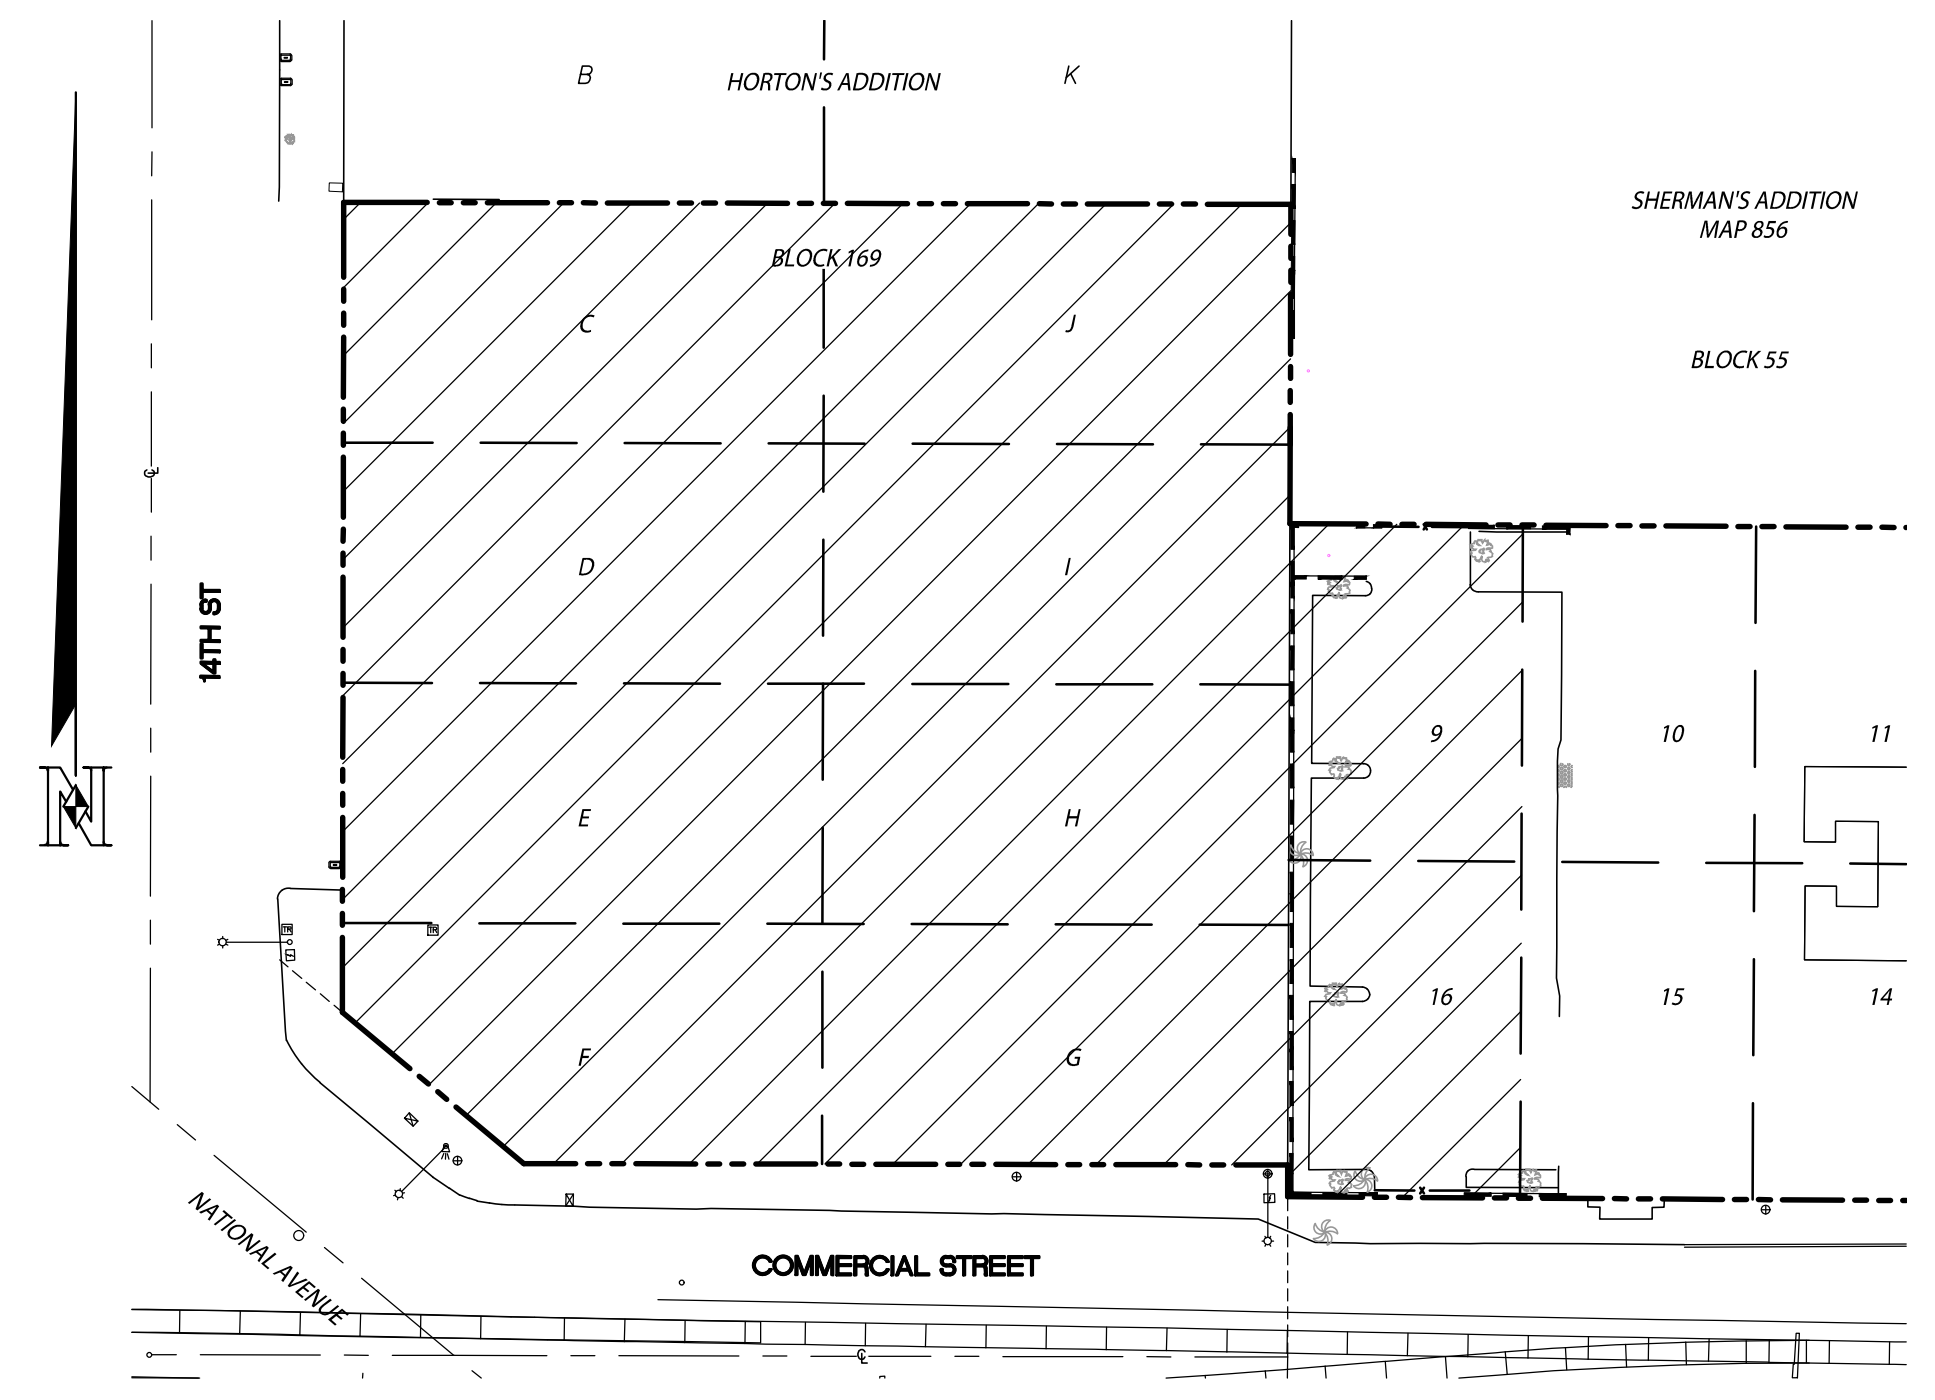 B
HORTON'S ADDITION
K
SHERMAN'S ADDITION
MAP 856
BLOCK 169
C
J
BLOCK 55
℄
D
I
14TH ST
9
10
11
N
E
H
TR
TR
16
15
14
F
G
NATIONAL AVENUE
COMMERCIAL STREET
℄